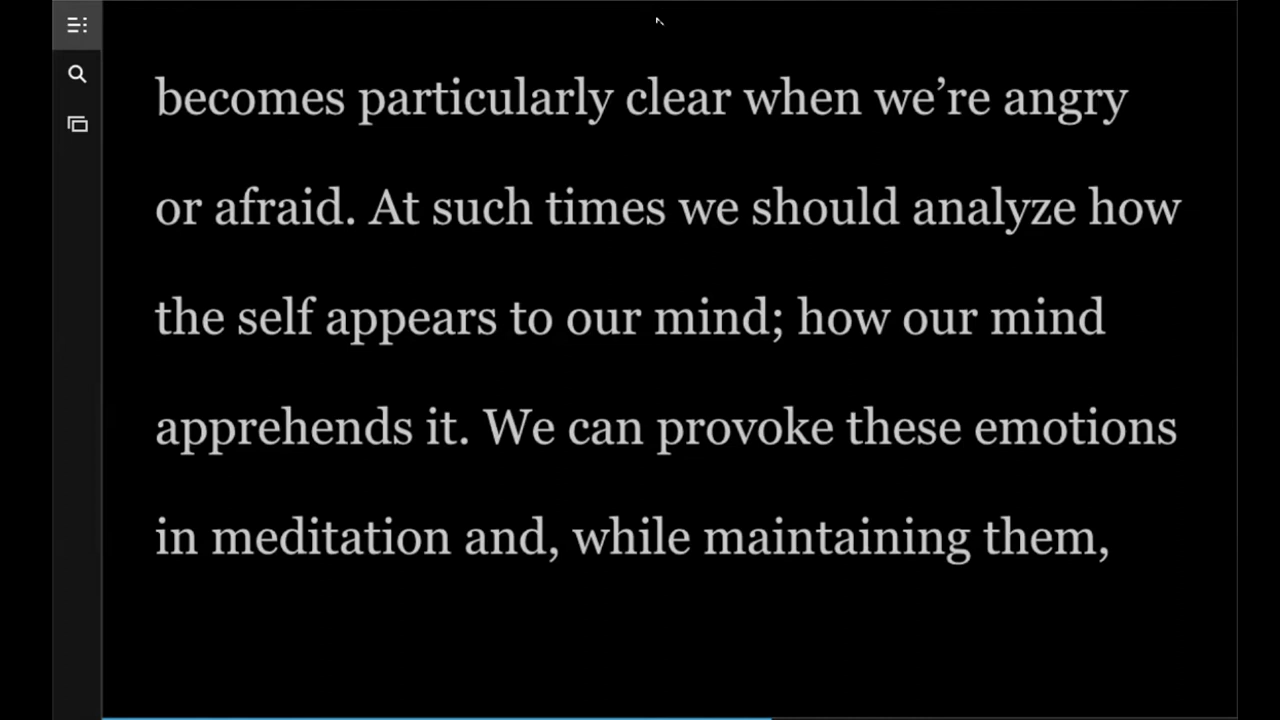 becomes particularly clear when we’re angry
or afraid. At such times we should analyze how
the self appears to our mind; how our mind
apprehends it. We can provoke these emotions
in meditation and, while maintaining them,